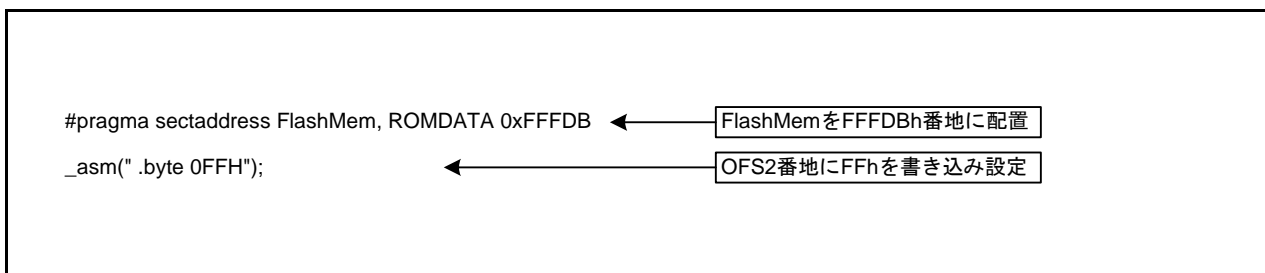 #pragma sectaddress FlashMem, ROMDATA 0xFFFDB FlashMemをFFFDBh番地に配置
_asm(" .byte 0FFH"); OFS2番地にFFhを書き込み設定